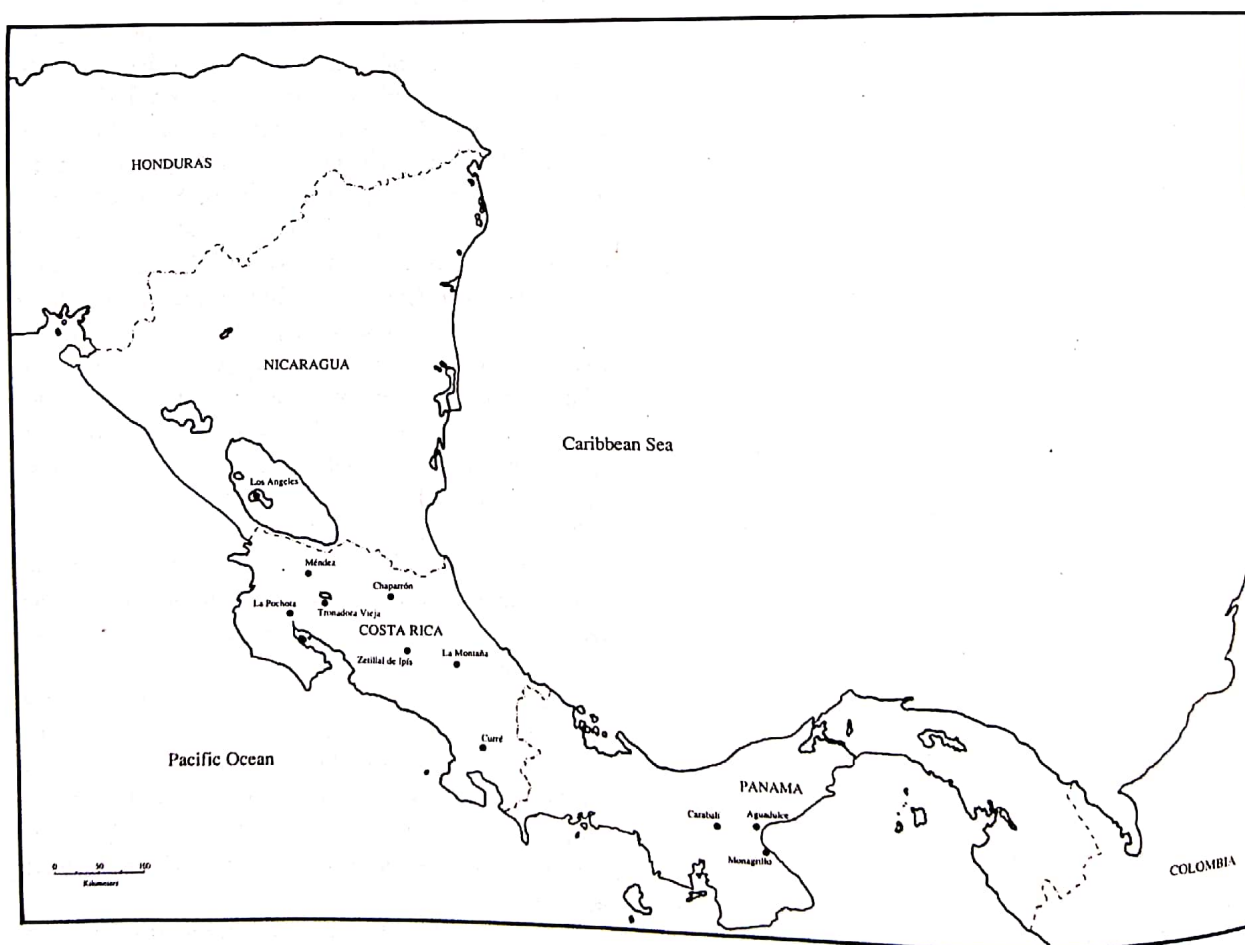 HONDURAS
NICARAGUA
Caribbean Sea
Los Angeles
Méndez
Chaparrón
La Pochota
Tronadora Vieja
COSTA RICA
Zetillal de Ipís
La Montaña
Curré
Pacific Ocean
PANAMA
Carabalí
Aguadulce
Monagrillo
COLOMBIA
0 50 100
Kilometers